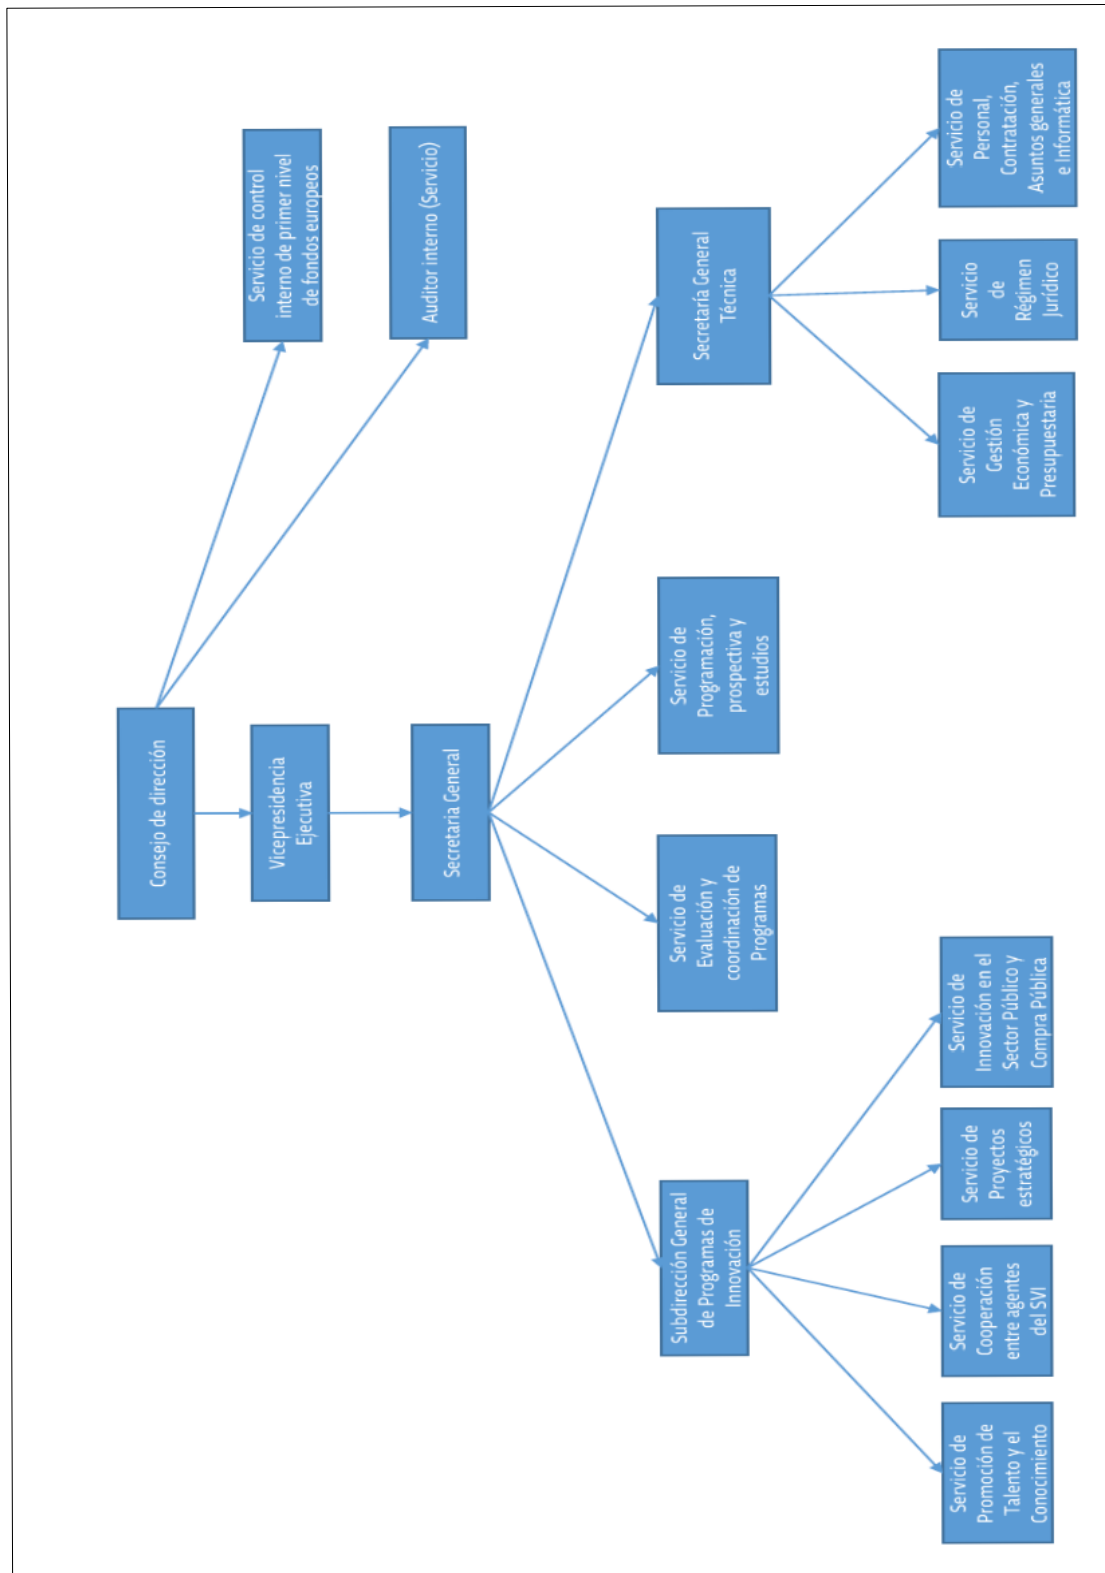 Consejo de dirección
Servicio de control
interno de primer nivel
de fondos europeos
Vicepresidencia
Ejecutiva
Auditor interno (Servicio)
Secretaria General
Subdirección General
de Programas de
Innovación
Servicio de
Evaluación y
coordinación de
Programas
Servicio de
Programación,
prospectiva y
estudios
Secretaría General
Técnica
Servicio de
Promoción de
Talento y el
Conocimiento
Servicio de
Cooperación
entre agentes
del SVI
Servicio de
Proyectos
estratégicos
Servicio de
Innovación en el
Sector Público y
Compra Pública
Servicio de
Gestión
Económica y
Presupuestaria
Servicio
de
Régimen
Jurídico
Servicio de
Personal,
Contratación,
Asuntos generales
e Informática